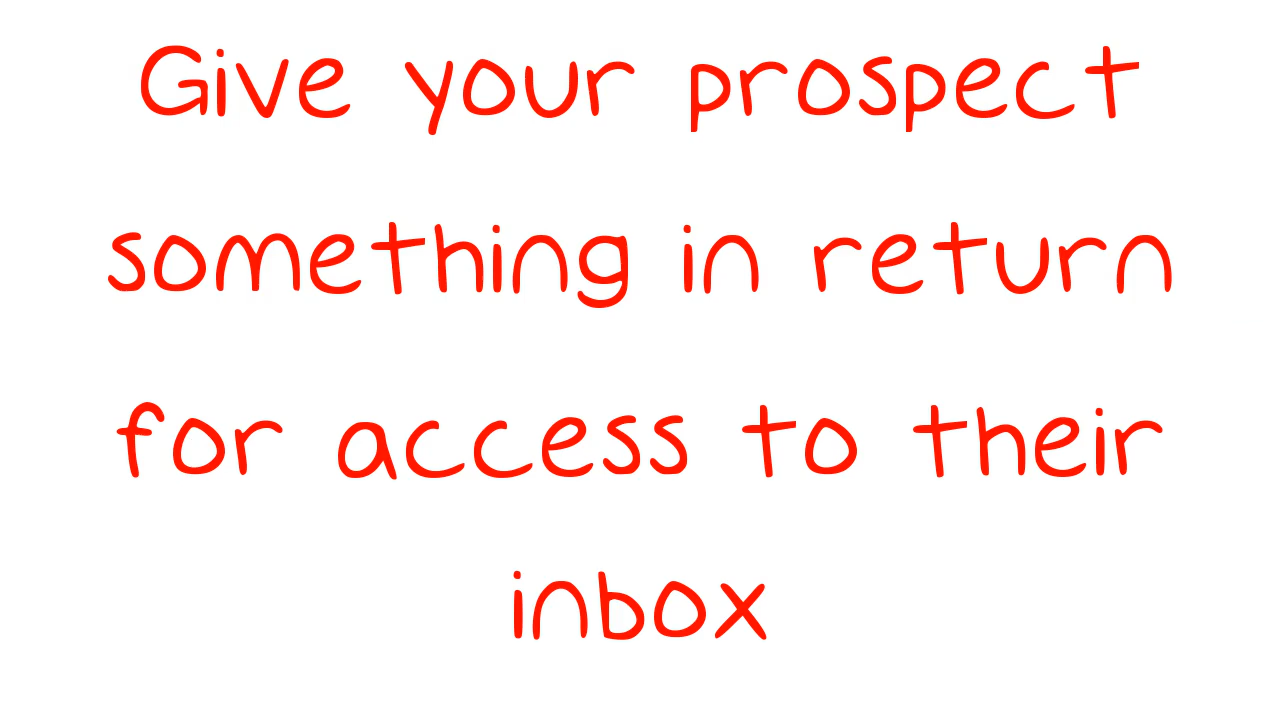 Give your prospect
something in return
for access to their
inbox